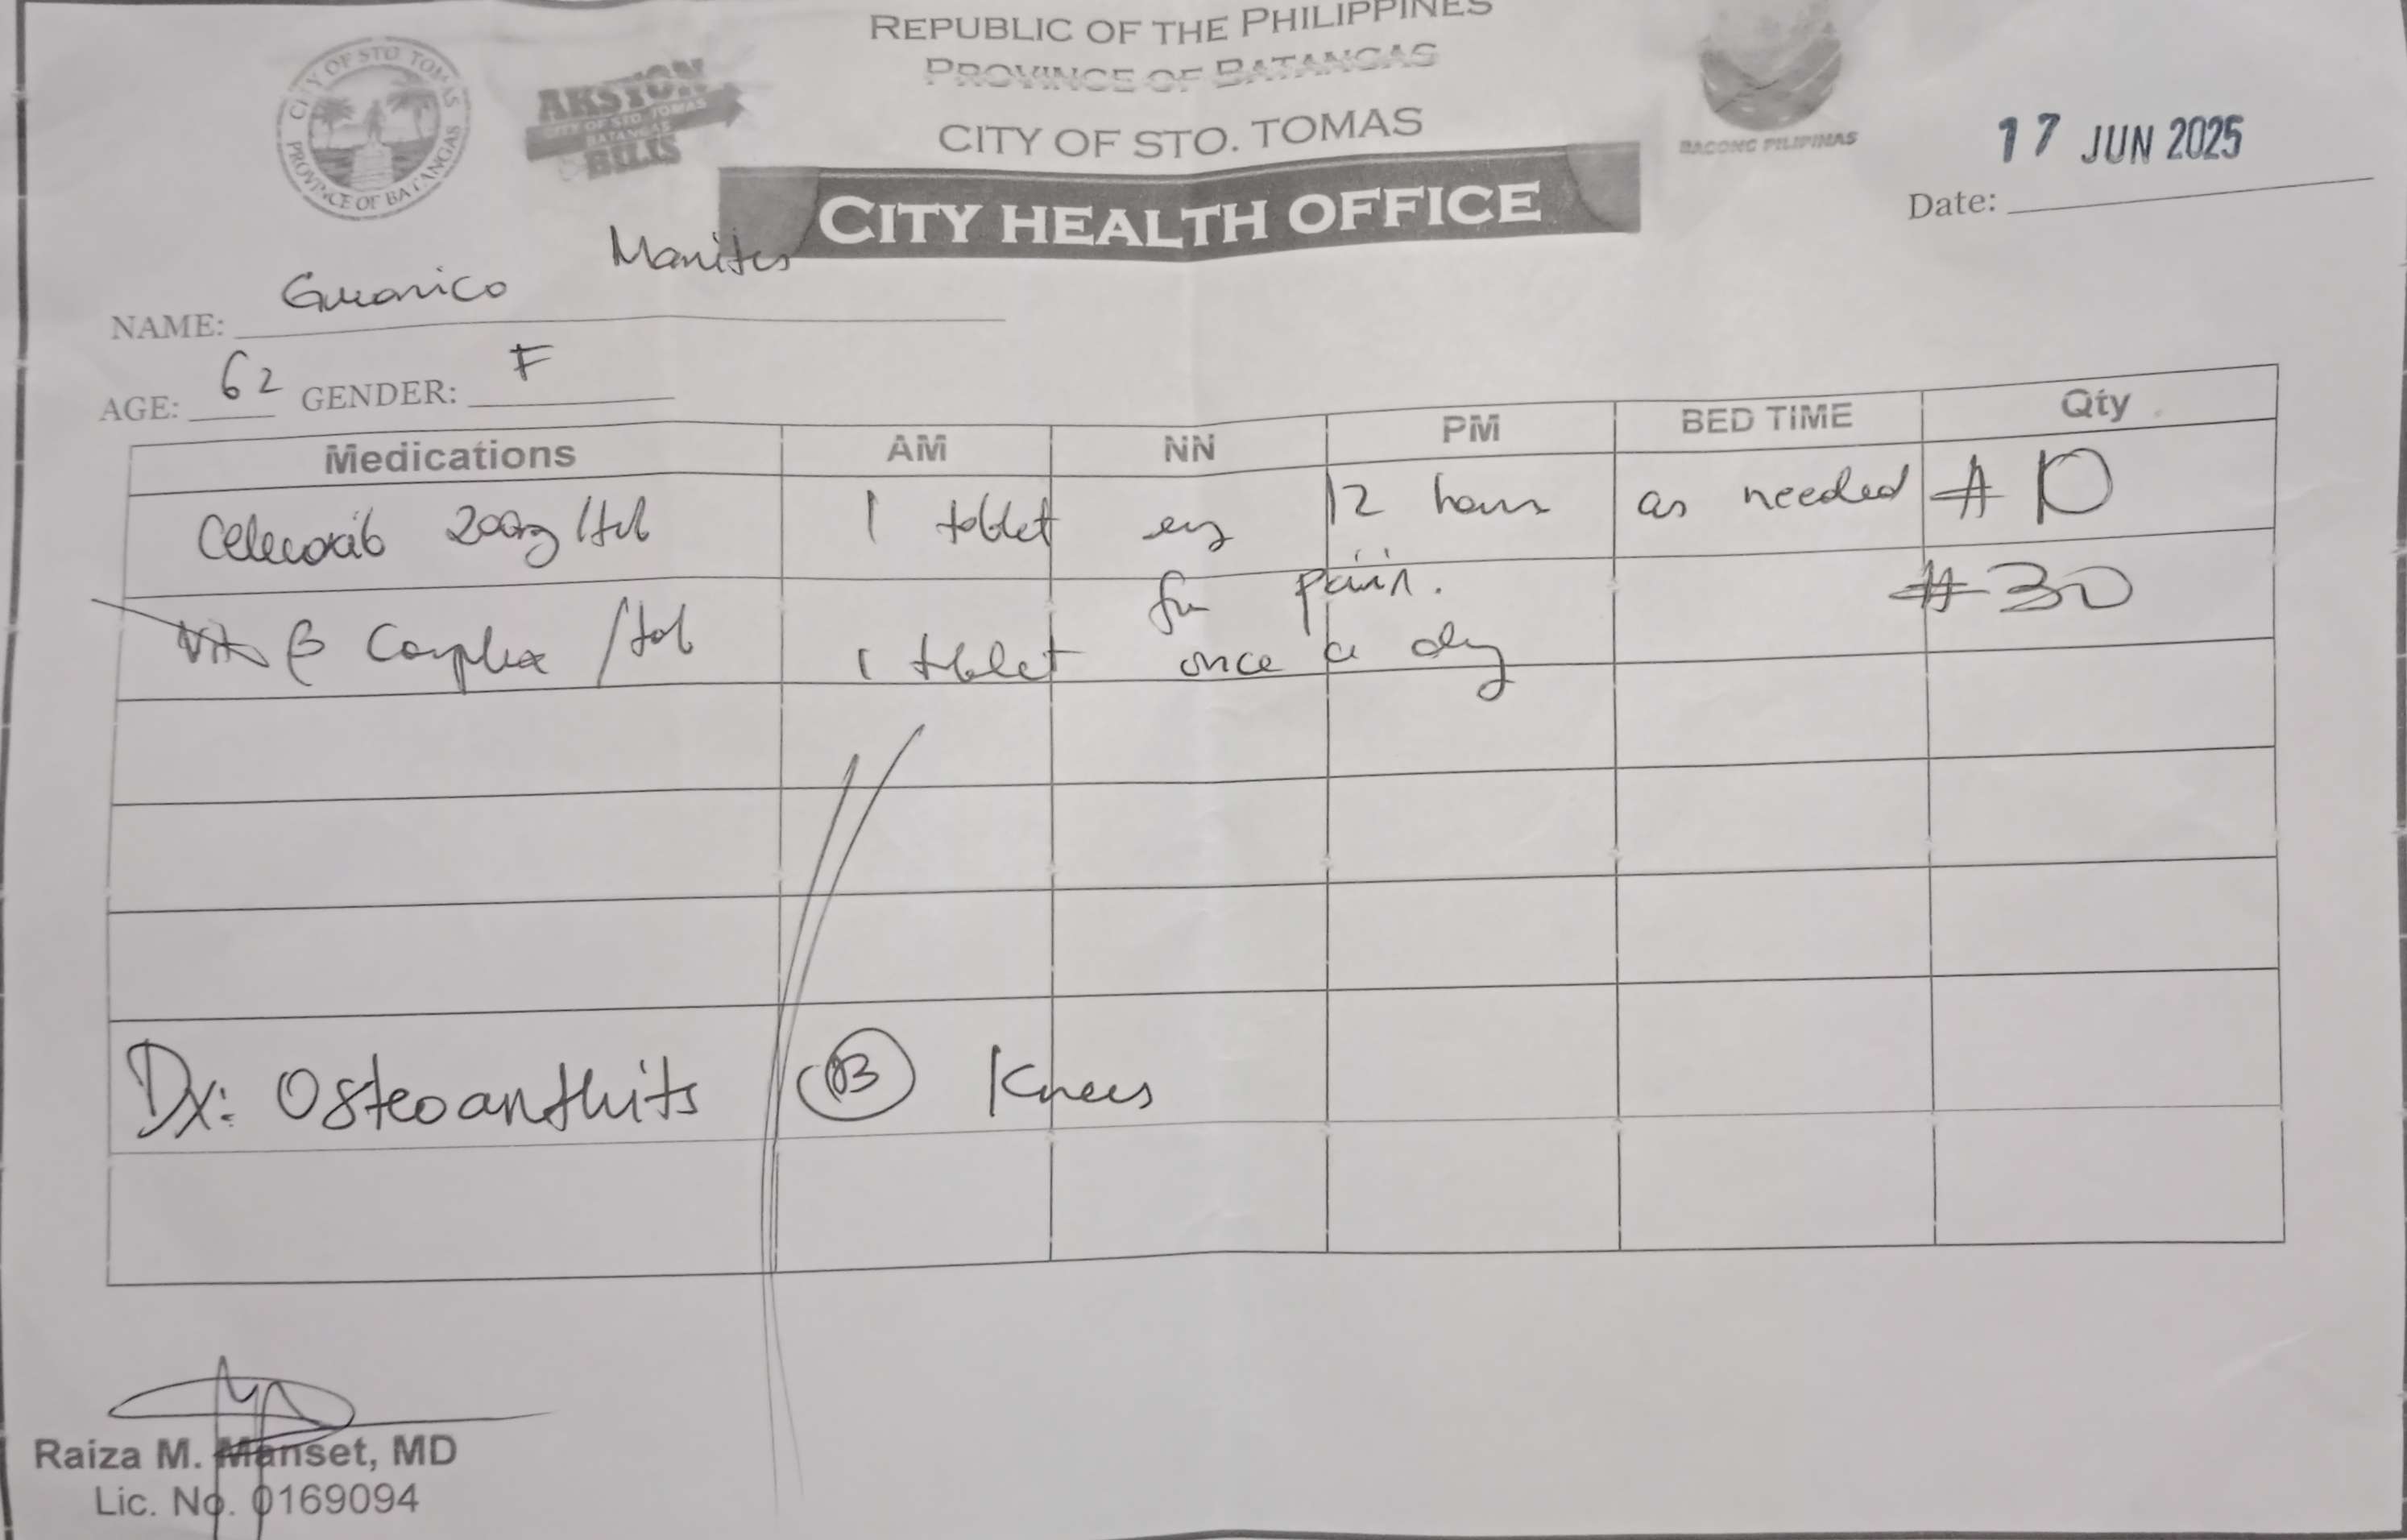 REPUBLIC OF THE PHILIPPINES
PROVINCE OF BATANGAS
CITY OF STO. TOMAS
CITY HEALTH OFFICE
CITY OF STO TOMAS
PROVINCE OF BATANGAS
AKSYON
CITY OF STO TOMAS
BATANGAS
BILIS
BAGONG PILIPINAS
17 JUN 2025
Date:
NAME: Guanico Manites
AGE: 62 GENDER: F
Medications AM NN PM BED TIME Qty
Celecoxib 200mg/tab 1 tablet every 12 hours as needed #10
for pain.
Vit B Complex /tab 1 tablet once a day #30
Dx: Osteoarthritis B Knees
Raiza M. Manset, MD
Lic. No. 0169094